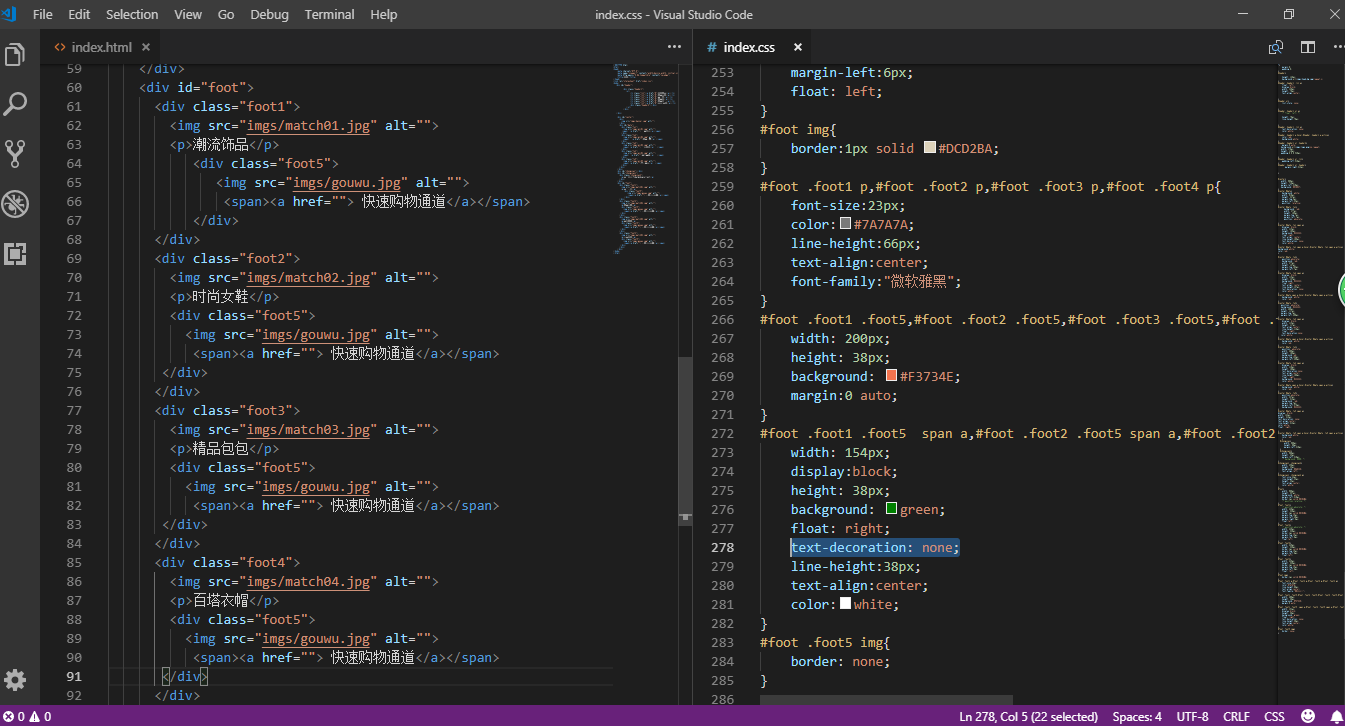 File Edit Selection View Go Debug Terminal Help
index.css - Visual Studio Code
index.html
59 </div>
60 <div id="foot">
61 <div class="foot1">
62 <img src="imgs/match01.jpg" alt="">
63 <p>潮流饰品</p>
64 <div class="foot5">
65 <img src="imgs/gouwu.jpg" alt="">
66 <span><a href=""> 快速购物通道</a></span>
67 </div>
68 </div>
69 <div class="foot2">
70 <img src="imgs/match02.jpg" alt="">
71 <p>时尚女鞋</p>
72 <div class="foot5">
73 <img src="imgs/gouwu.jpg" alt="">
74 <span><a href=""> 快速购物通道</a></span>
75 </div>
76 </div>
77 <div class="foot3">
78 <img src="imgs/match03.jpg" alt="">
79 <p>精品包包</p>
80 <div class="foot5">
81 <img src="imgs/gouwu.jpg" alt="">
82 <span><a href=""> 快速购物通道</a></span>
83 </div>
84 </div>
85 <div class="foot4">
86 <img src="imgs/match04.jpg" alt="">
87 <p>百塔衣帽</p>
88 <div class="foot5">
89 <img src="imgs/gouwu.jpg" alt="">
90 <span><a href=""> 快速购物通道</a></span>
91 </div>
92 </div>
# index.css
253 margin-left:6px;
254 float: left;
255 }
256 #foot img{
257 border:1px solid #DCD2BA;
258 }
259 #foot .foot1 p,#foot .foot2 p,#foot .foot3 p,#foot .foot4 p{
260 font-size:23px;
261 color:#7A7A7A;
262 line-height:66px;
263 text-align:center;
264 font-family:"微软雅黑";
265 }
266 #foot .foot1 .foot5,#foot .foot2 .foot5,#foot .foot3 .foot5,#foot .
267 width: 200px;
268 height: 38px;
269 background: #F3734E;
270 margin:0 auto;
271 }
272 #foot .foot1 .foot5  span a,#foot .foot2 .foot5 span a,#foot .foot2
273 width: 154px;
274 display:block;
275 height: 38px;
276 background: green;
277 float: right;
278 text-decoration: none;
279 line-height:38px;
280 text-align:center;
281 color:white;
282 }
283 #foot .foot5 img{
284 border: none;
285 }
286
0 0
Ln 278, Col 5 (22 selected) Spaces: 4 UTF-8 CRLF CSS